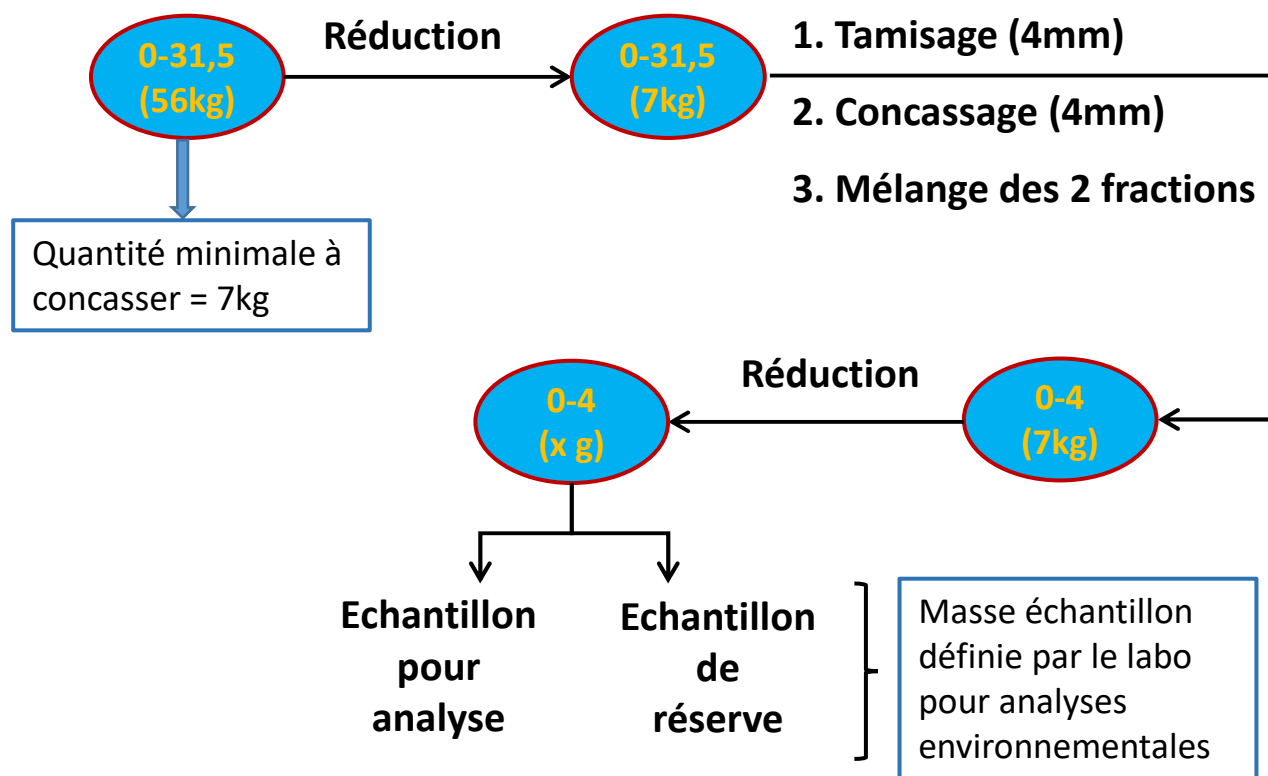 0-31,5
(56kg)
Réduction
0-31,5
(7kg)
1. Tamisage (4mm)
2. Concassage (4mm)
3. Mélange des 2 fractions
Quantité minimale à
concasser = 7kg
0-4
(x g)
Réduction
0-4
(7kg)
Echantillon
pour
analyse
Echantillon
de
réserve
Masse échantillon
définie par le labo
pour analyses
environnementales